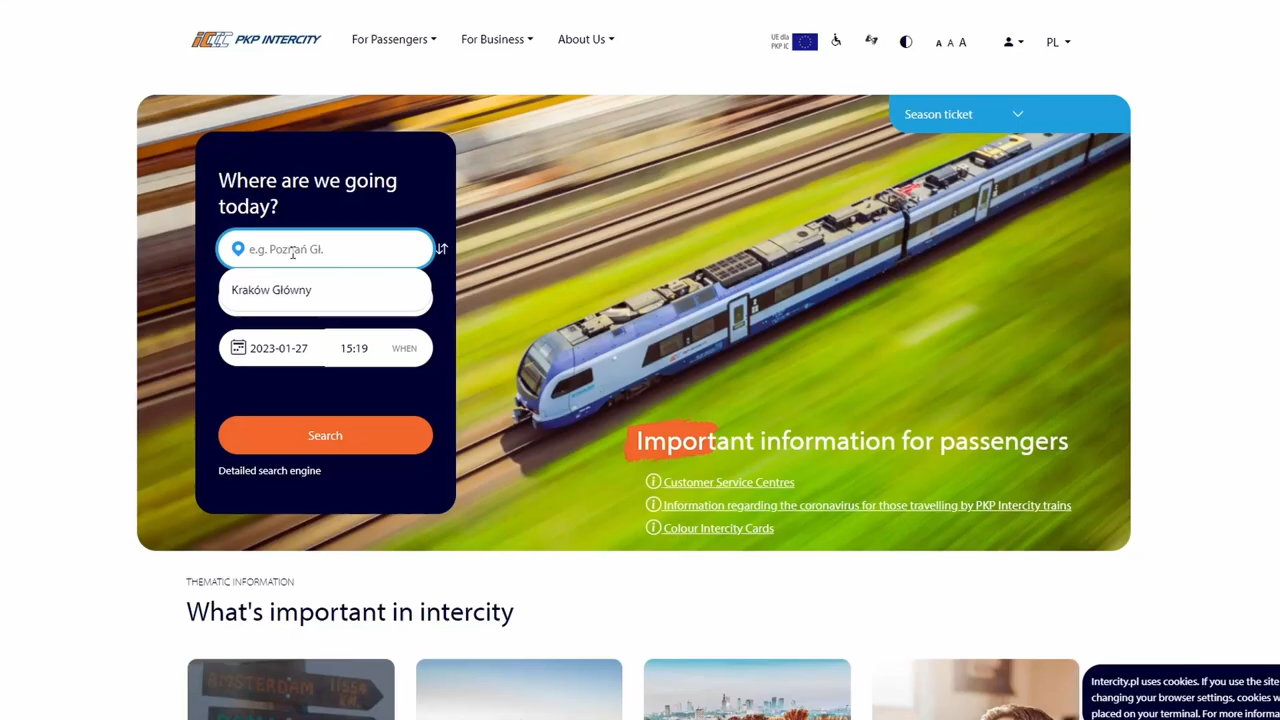 PKP INTERCITY
For Passengers
For Business
About Us
UE dla
PKP IC
A A A
PL
Season ticket
Where are we going
today?
e.g. Poznań Gł.
Kraków Główny
2023-01-27 15:19 WHEN
Search
Detailed search engine
Important information for passengers
Customer Service Centres
Information regarding the coronavirus for those travelling by PKP Intercity trains
Colour Intercity Cards
THEMATIC INFORMATION
What's important in intercity
AMSTERDAM 11554
KM.
Intercity.pl uses cookies. If you use the site
changing your browser settings, cookies w
placed on your terminal. For more informa